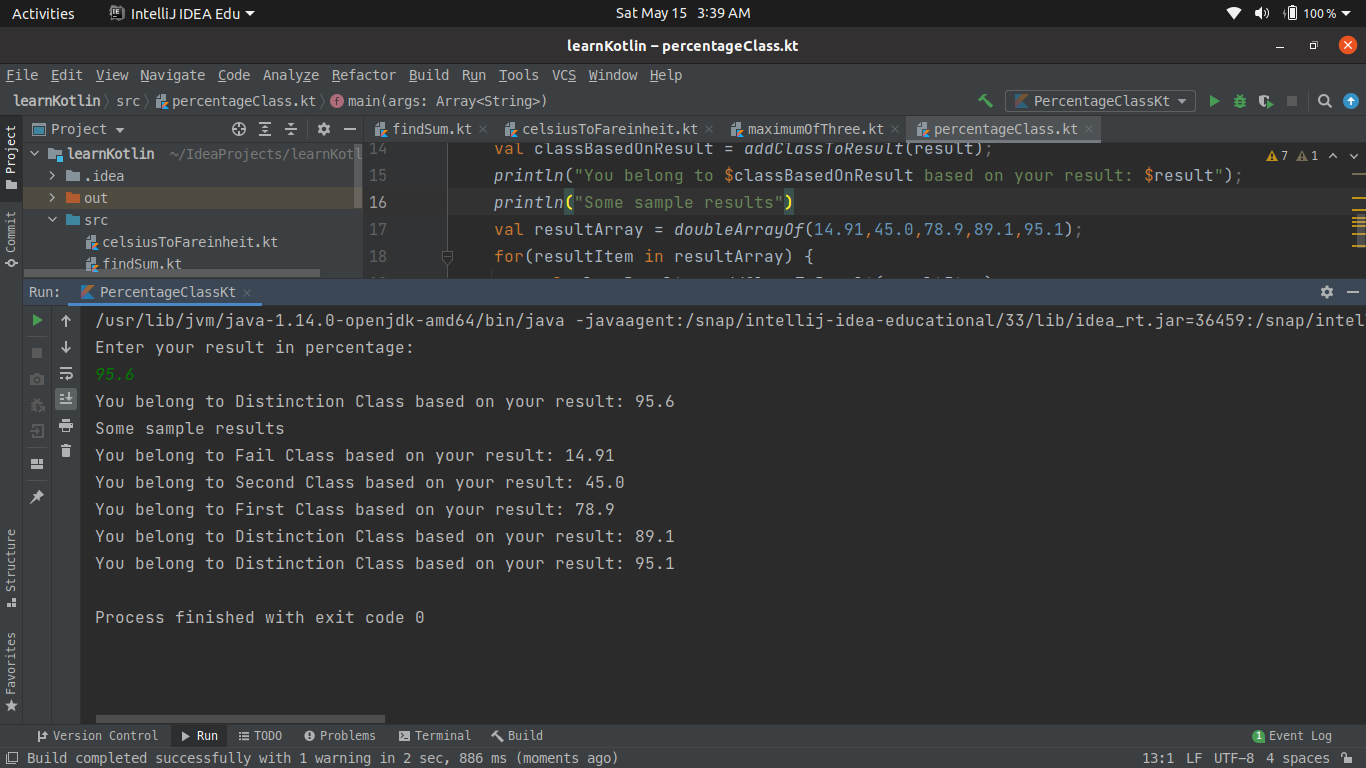 Activities IntelliJ IDEA Edu Sat May 15 3:39 AM 100 %
learnKotlin – percentageClass.kt
File Edit View Navigate Code Analyze Refactor Build Run Tools VCS Window Help
learnKotlin src percentageClass.kt main(args: Array<String>) PercentageClassKt
Project Project findSum.kt celsiusToFareinheit.kt maximumOfThree.kt percentageClass.kt
14 val classBasedOnResult = addClassToResult(result);
learnKotlin ~/IdeaProjects/learnKotl
7 1
.idea
15 println("You belong to $classBasedOnResult based on your result: $result");
out
16 println("Some sample results")
src
17 val resultArray = doubleArrayOf(14.91,45.0,78.9,89.1,95.1);
Commit
celsiusToFareinheit.kt
18 for(resultItem in resultArray) {
findSum.kt
Run: PercentageClassKt
/usr/lib/jvm/java-1.14.0-openjdk-amd64/bin/java -javaagent:/snap/intellij-idea-educational/33/lib/idea_rt.jar=36459:/snap/intel
Enter your result in percentage:
95.6
You belong to Distinction Class based on your result: 95.6
Some sample results
You belong to Fail Class based on your result: 14.91
You belong to Second Class based on your result: 45.0
You belong to First Class based on your result: 78.9
You belong to Distinction Class based on your result: 89.1
You belong to Distinction Class based on your result: 95.1
Process finished with exit code 0
Structure
Favorites
Version Control Run TODO Problems Terminal Build 1 Event Log
Build completed successfully with 1 warning in 2 sec, 886 ms (moments ago) 13:1 LF UTF-8 4 spaces